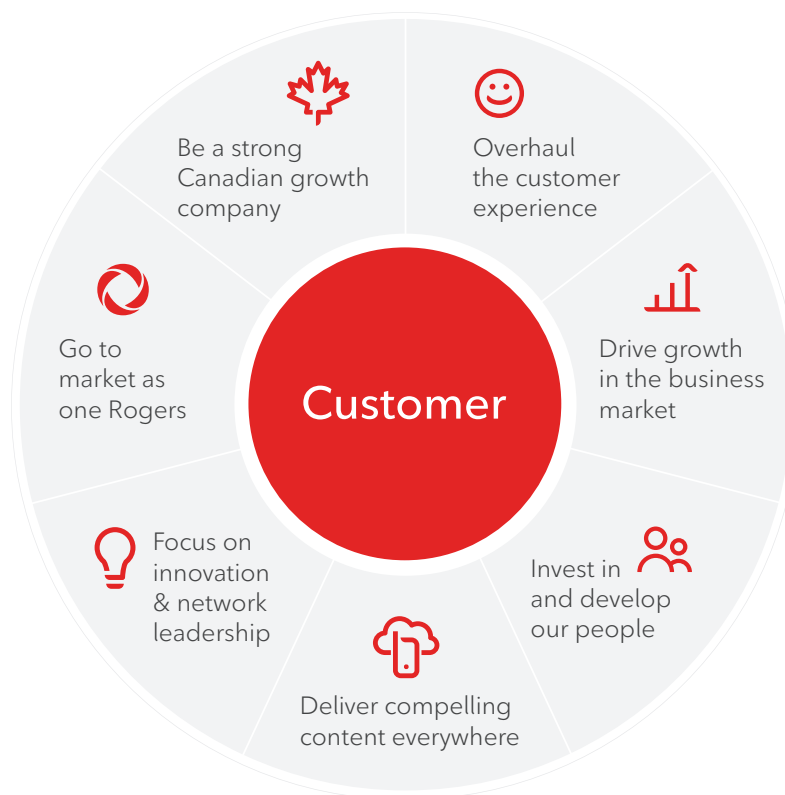 Be a strong
Canadian growth
company
Overhaul
the customer
experience
Go to
market as
one Rogers
Customer
Drive growth
in the business
market
Focus on
innovation
& network
leadership
Invest in
and develop
our people
Deliver compelling
content everywhere